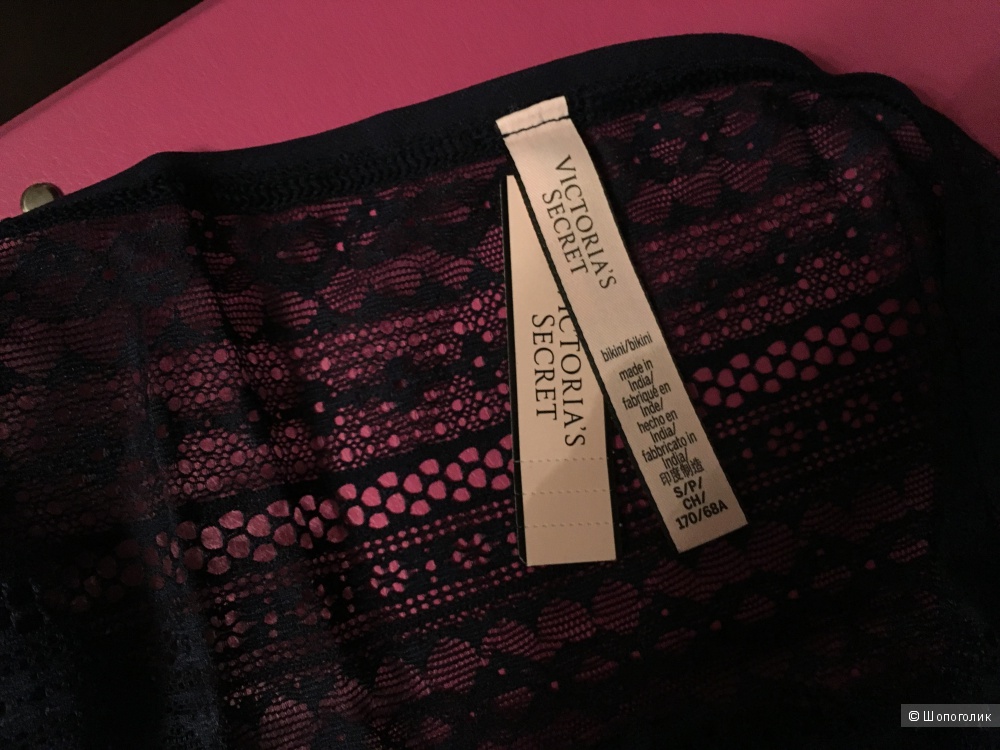 VICTORIA'S
SECRET
bikini/bikini
made in
India/
fabriqué en
Inde/
hecho en
India/
fabbricato in
India/
印度制造
S/P/
CH/
170/68A
VICTORIA'S
SECRET
© Шопоголик